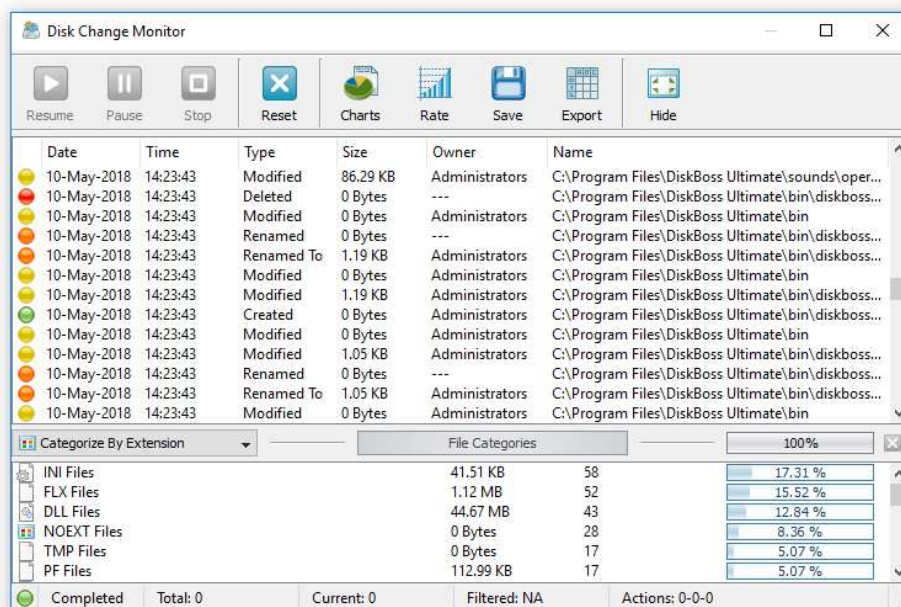 Disk Change Monitor
Resume Pause Stop Reset Charts Rate Save Export Hide
Date Time Type Size Owner Name
10-May-2018 14:23:43 Modified 86.29 KB Administrators C:\Program Files\DiskBoss Ultimate\sounds\oper...
10-May-2018 14:23:43 Deleted 0 Bytes --- C:\Program Files\DiskBoss Ultimate\bin\diskboss...
10-May-2018 14:23:43 Modified 0 Bytes Administrators C:\Program Files\DiskBoss Ultimate\bin
10-May-2018 14:23:43 Renamed 0 Bytes --- C:\Program Files\DiskBoss Ultimate\bin\diskboss...
10-May-2018 14:23:43 Renamed To 1.19 KB Administrators C:\Program Files\DiskBoss Ultimate\bin\diskboss...
10-May-2018 14:23:43 Modified 0 Bytes Administrators C:\Program Files\DiskBoss Ultimate\bin
10-May-2018 14:23:43 Modified 1.19 KB Administrators C:\Program Files\DiskBoss Ultimate\bin\diskboss...
10-May-2018 14:23:43 Created 0 Bytes Administrators C:\Program Files\DiskBoss Ultimate\bin\diskboss...
10-May-2018 14:23:43 Modified 0 Bytes Administrators C:\Program Files\DiskBoss Ultimate\bin
10-May-2018 14:23:43 Modified 1.05 KB Administrators C:\Program Files\DiskBoss Ultimate\bin\diskboss...
10-May-2018 14:23:43 Renamed 0 Bytes --- C:\Program Files\DiskBoss Ultimate\bin\diskboss...
10-May-2018 14:23:43 Renamed To 1.05 KB Administrators C:\Program Files\DiskBoss Ultimate\bin\diskboss...
10-May-2018 14:23:43 Modified 0 Bytes Administrators C:\Program Files\DiskBoss Ultimate\bin
Categorize By Extension File Categories 100%
INI Files 41.51 KB 58 17.31 %
FLX Files 1.12 MB 52 15.52 %
DLL Files 44.67 MB 43 12.84 %
NOEXT Files 0 Bytes 28 8.36 %
TMP Files 0 Bytes 17 5.07 %
PF Files 112.99 KB 17 5.07 %
Completed Total: 0 Current: 0 Filtered: NA Actions: 0-0-0